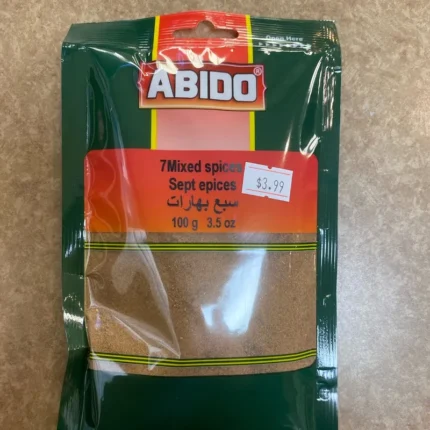 Open Here
ABIDO®
7Mixed spices
$3.99
Sept epices
سبع بهارات
100 g 3.5 oz